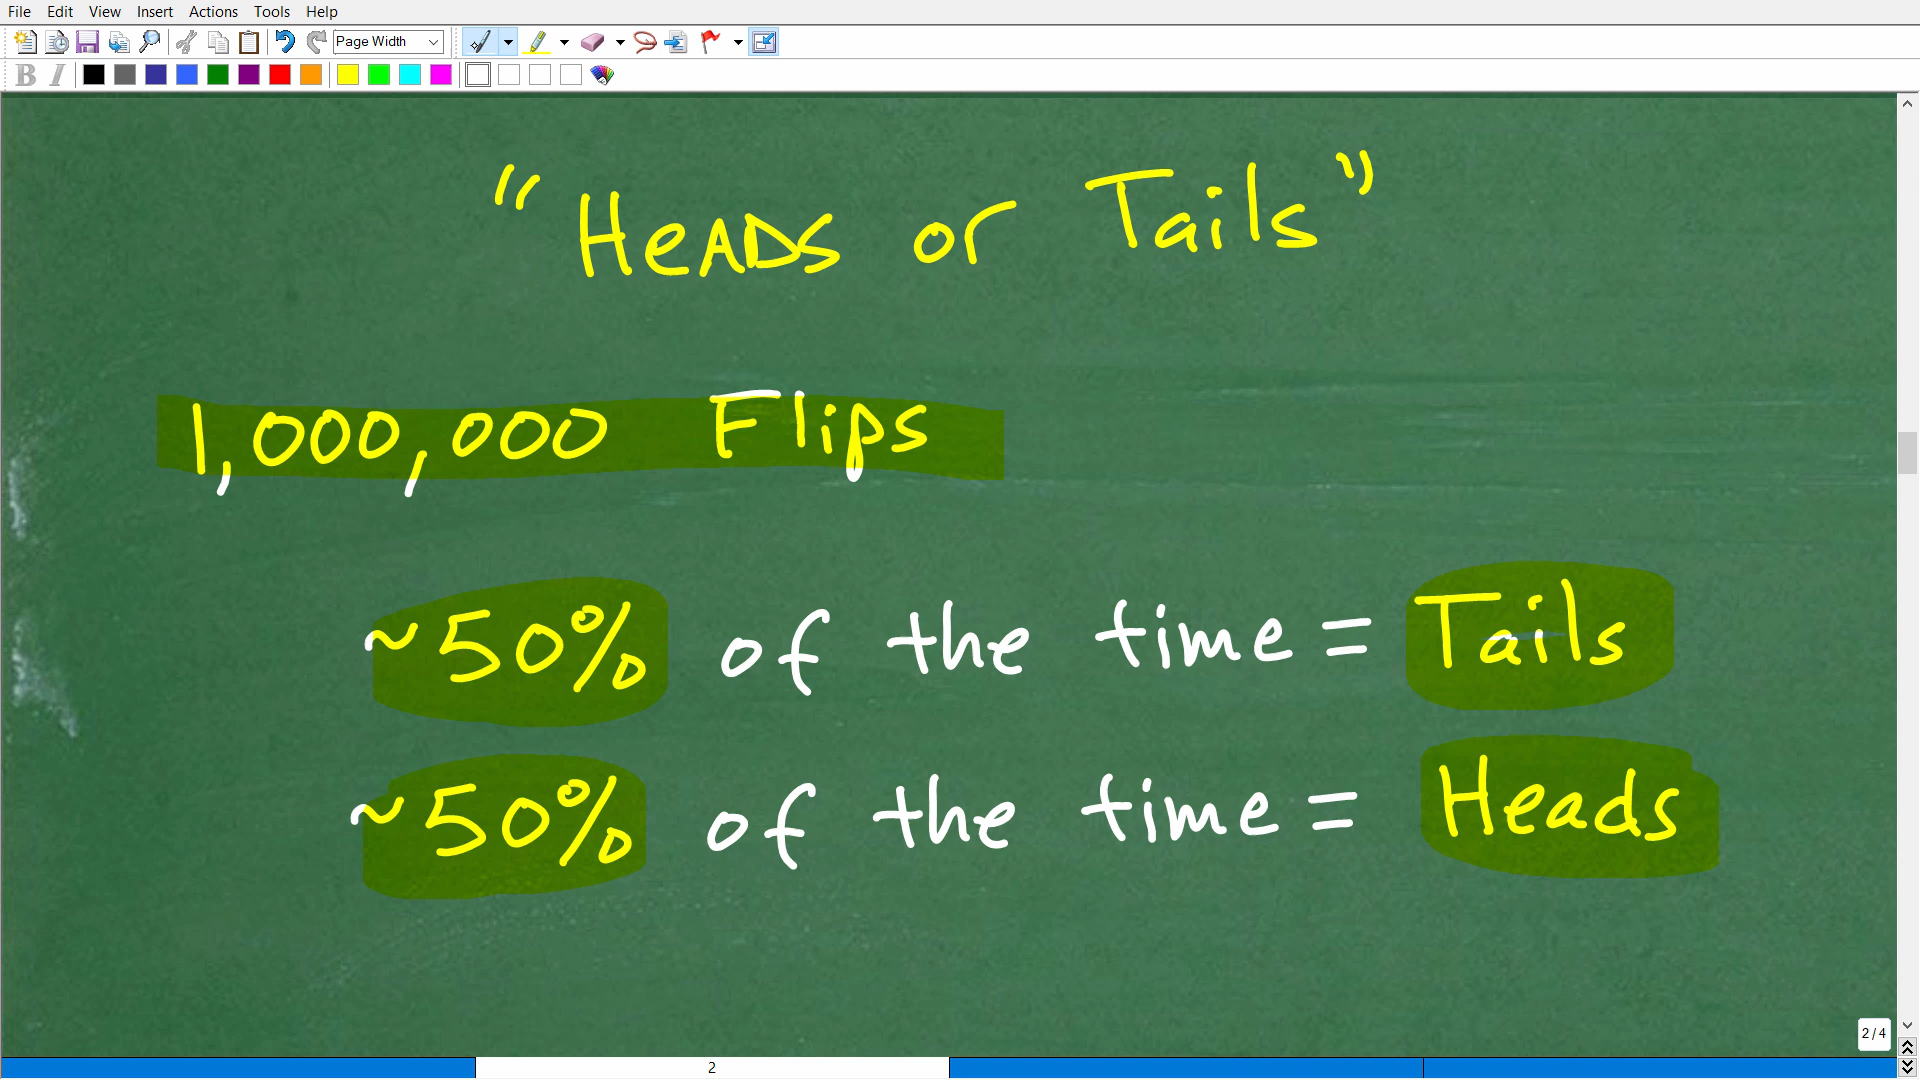 File Edit View Insert Actions Tools Help
Page Width
B I
"HeADS or Tails"
1,000,000 Flips
~50% of the time = Tails
~50% of the time = Heads
2 / 4
2